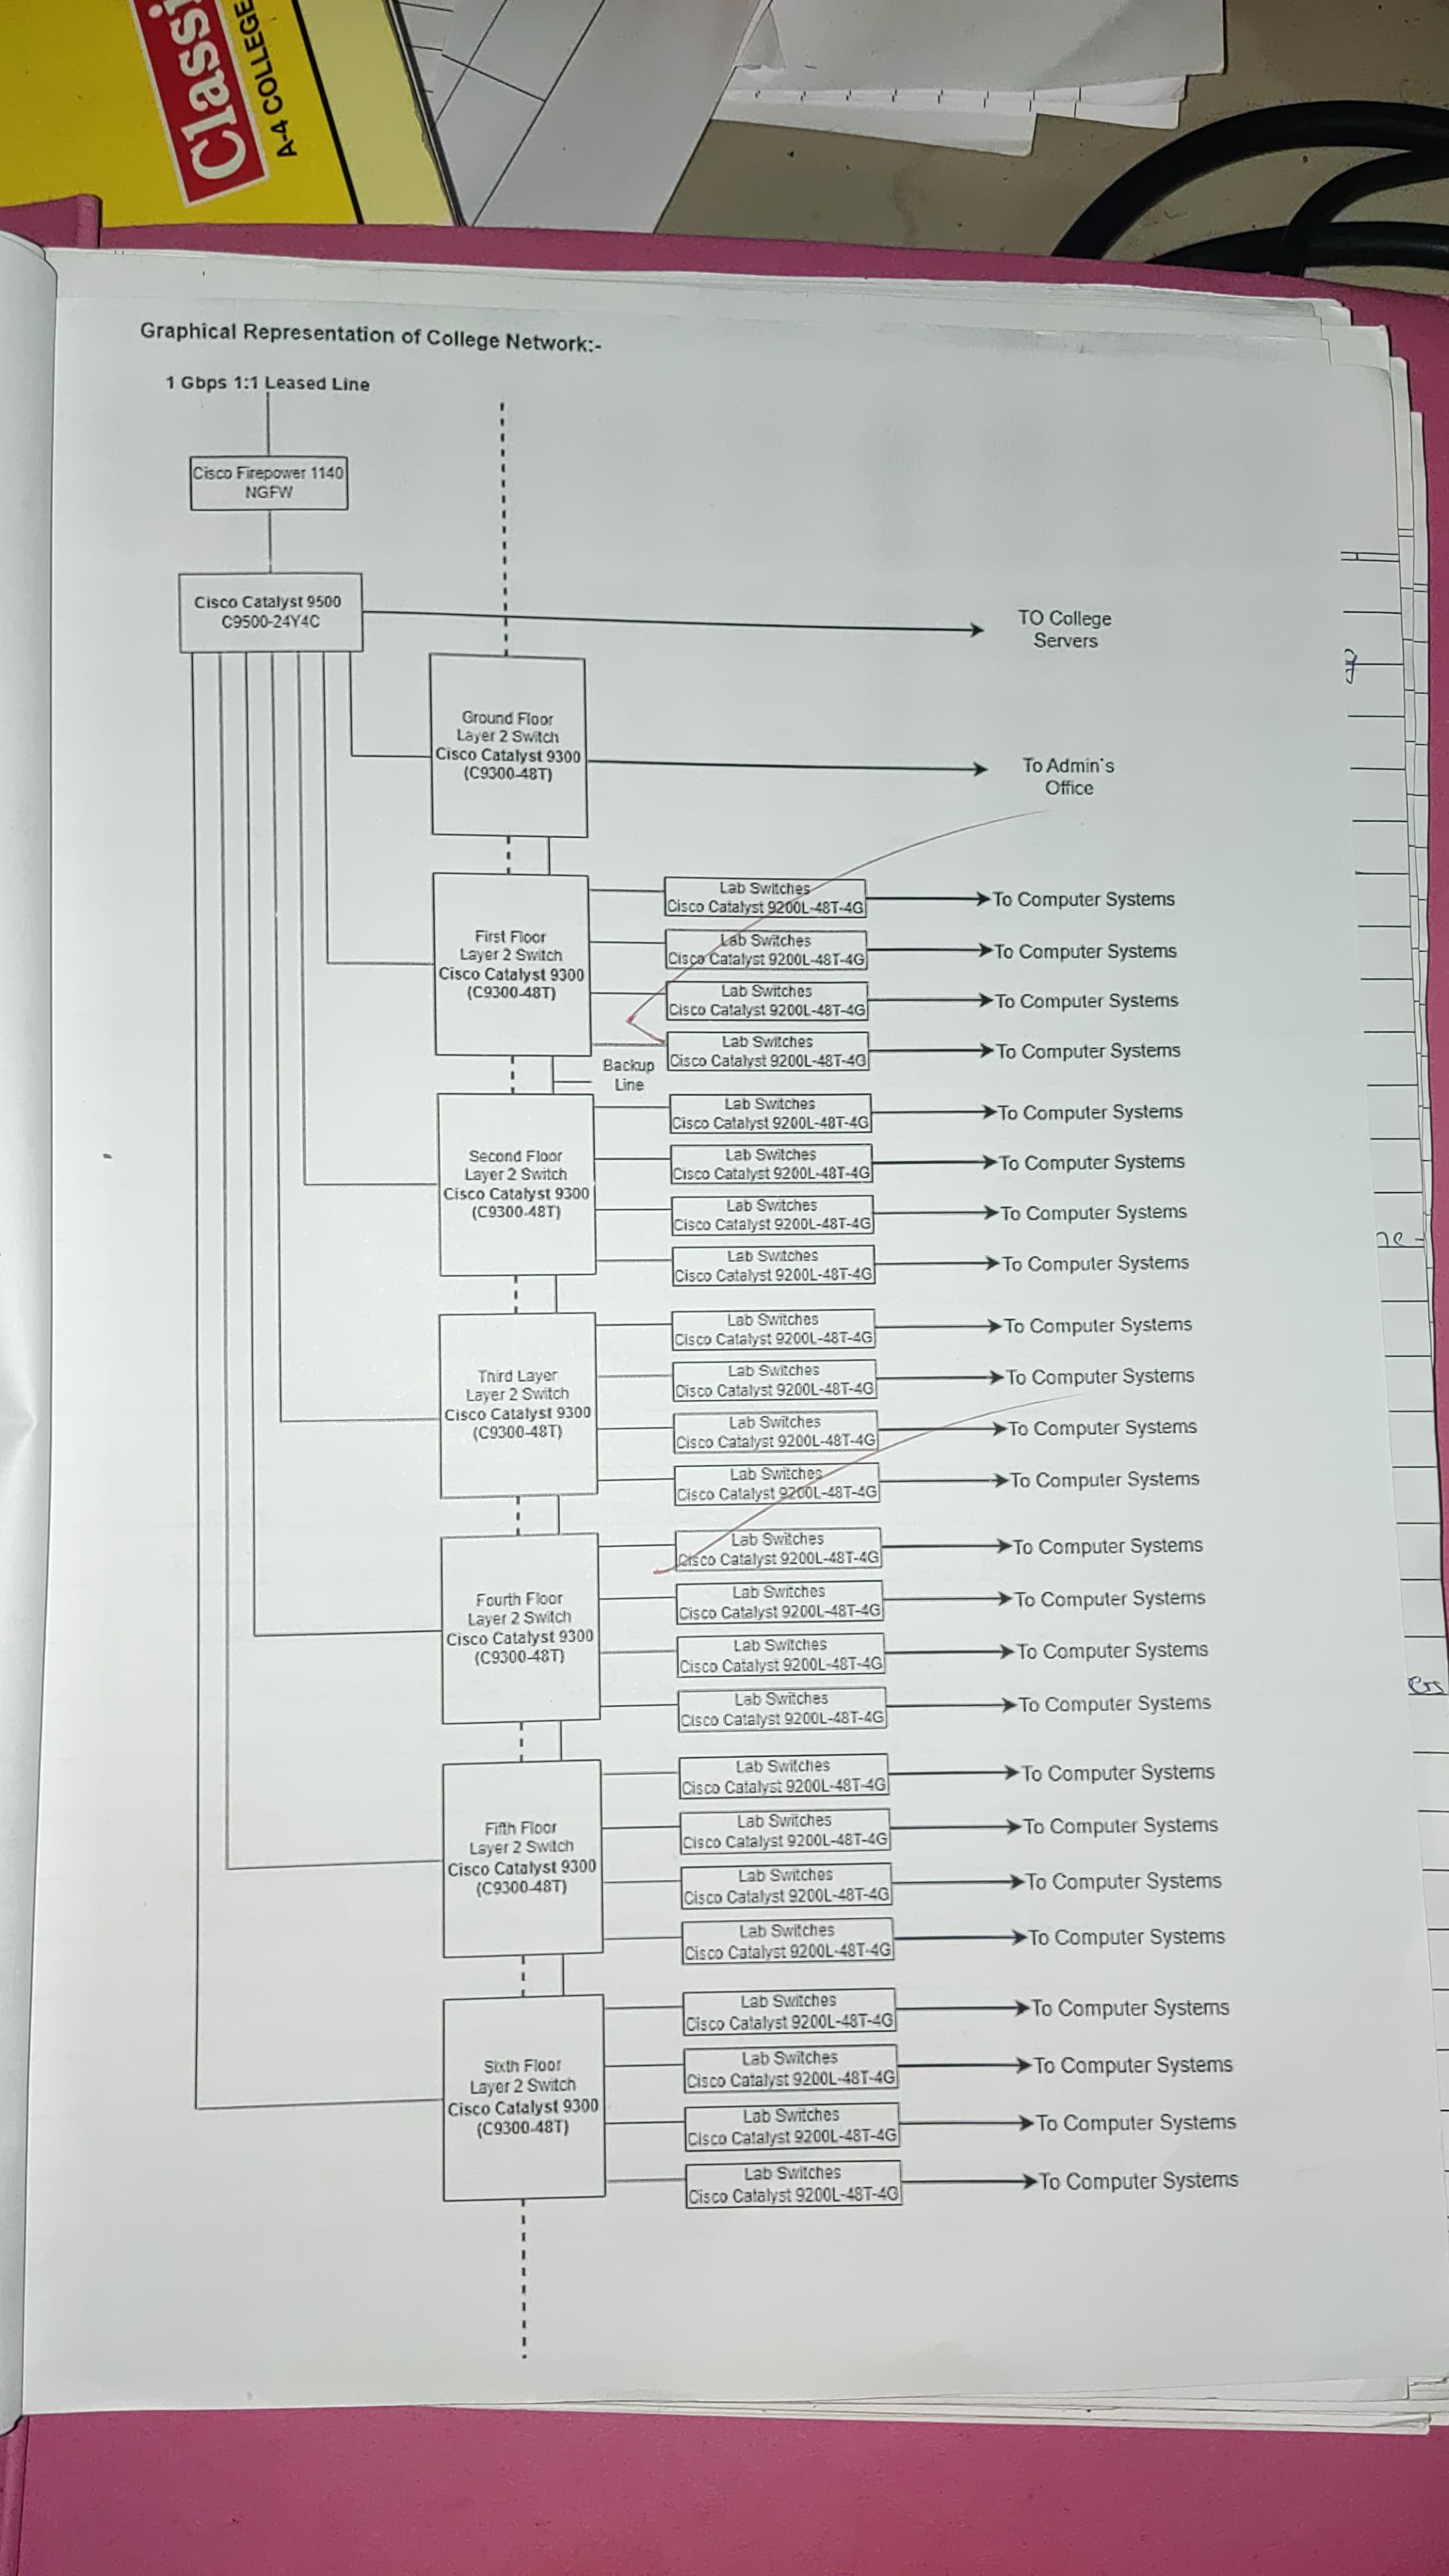 Classi
A-4 COLLEGE
Graphical Representation of College Network:-
1 Gbps 1:1 Leased Line
Cisco Firepower 1140
NGFW
Cisco Catalyst 9500
C9500-24Y4C
TO College
Servers
Ground Floor
Layer 2 Switch
Cisco Catalyst 9300
(C9300-48T)
To Admin's
Office
First Floor
Layer 2 Switch
Cisco Catalyst 9300
(C9300-48T)
Lab Switches
Cisco Catalyst 9200L-48T-4G
To Computer Systems
Lab Switches
Cisco Catalyst 9200L-48T-4G
To Computer Systems
Lab Switches
Cisco Catalyst 9200L-48T-4G
To Computer Systems
Lab Switches
Cisco Catalyst 9200L-48T-4G
To Computer Systems
Backup
Line
Second Floor
Layer 2 Switch
Cisco Catalyst 9300
(C9300-48T)
Lab Switches
Cisco Catalyst 9200L-48T-4G
To Computer Systems
Lab Switches
Cisco Catalyst 9200L-48T-4G
To Computer Systems
Lab Switches
Cisco Catalyst 9200L-48T-4G
To Computer Systems
Lab Switches
Cisco Catalyst 9200L-48T-4G
To Computer Systems
Third Layer
Layer 2 Switch
Cisco Catalyst 9300
(C9300-48T)
Lab Switches
Cisco Catalyst 9200L-48T-4G
To Computer Systems
Lab Switches
Cisco Catalyst 9200L-48T-4G
To Computer Systems
Lab Switches
Cisco Catalyst 9200L-48T-4G
To Computer Systems
Lab Switches
Cisco Catalyst 9200L-48T-4G
To Computer Systems
Fourth Floor
Layer 2 Switch
Cisco Catalyst 9300
(C9300-48T)
Lab Switches
Cisco Catalyst 9200L-48T-4G
To Computer Systems
Lab Switches
Cisco Catalyst 9200L-48T-4G
To Computer Systems
Lab Switches
Cisco Catalyst 9200L-48T-4G
To Computer Systems
Lab Switches
Cisco Catalyst 9200L-48T-4G
To Computer Systems
Fifth Floor
Layer 2 Switch
Cisco Catalyst 9300
(C9300-48T)
Lab Switches
Cisco Catalyst 9200L-48T-4G
To Computer Systems
Lab Switches
Cisco Catalyst 9200L-48T-4G
To Computer Systems
Lab Switches
Cisco Catalyst 9200L-48T-4G
To Computer Systems
Lab Switches
Cisco Catalyst 9200L-48T-4G
To Computer Systems
Sixth Floor
Layer 2 Switch
Cisco Catalyst 9300
(C9300-48T)
Lab Switches
Cisco Catalyst 9200L-48T-4G
To Computer Systems
Lab Switches
Cisco Catalyst 9200L-48T-4G
To Computer Systems
Lab Switches
Cisco Catalyst 9200L-48T-4G
To Computer Systems
Lab Switches
Cisco Catalyst 9200L-48T-4G
To Computer Systems